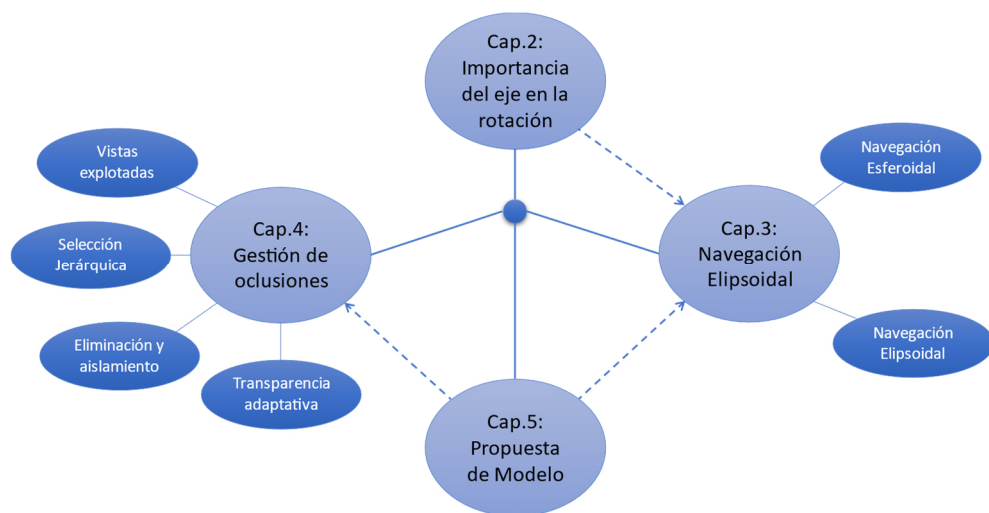 Cap.2:
Importancia
del eje en la
rotación
Vistas
explotadas
Navegación
Esferoidal
Cap.4:
Gestión de
oclusiones
Cap.3:
Navegación
Elipsoidal
Selección
Jerárquica
Eliminación y
aislamiento
Navegación
Elipsoidal
Transparencia
adaptativa
Cap.5:
Propuesta
de Modelo